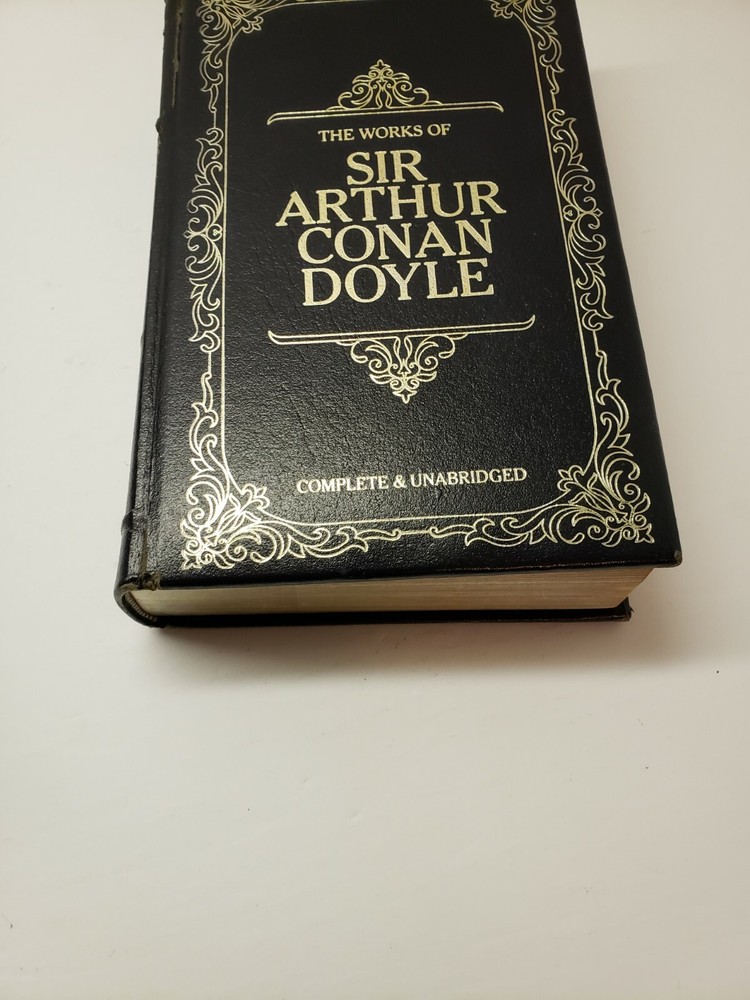 THE WORKS OF
SIR
ARTHUR
CONAN
DOYLE
COMPLETE & UNABRIDGED